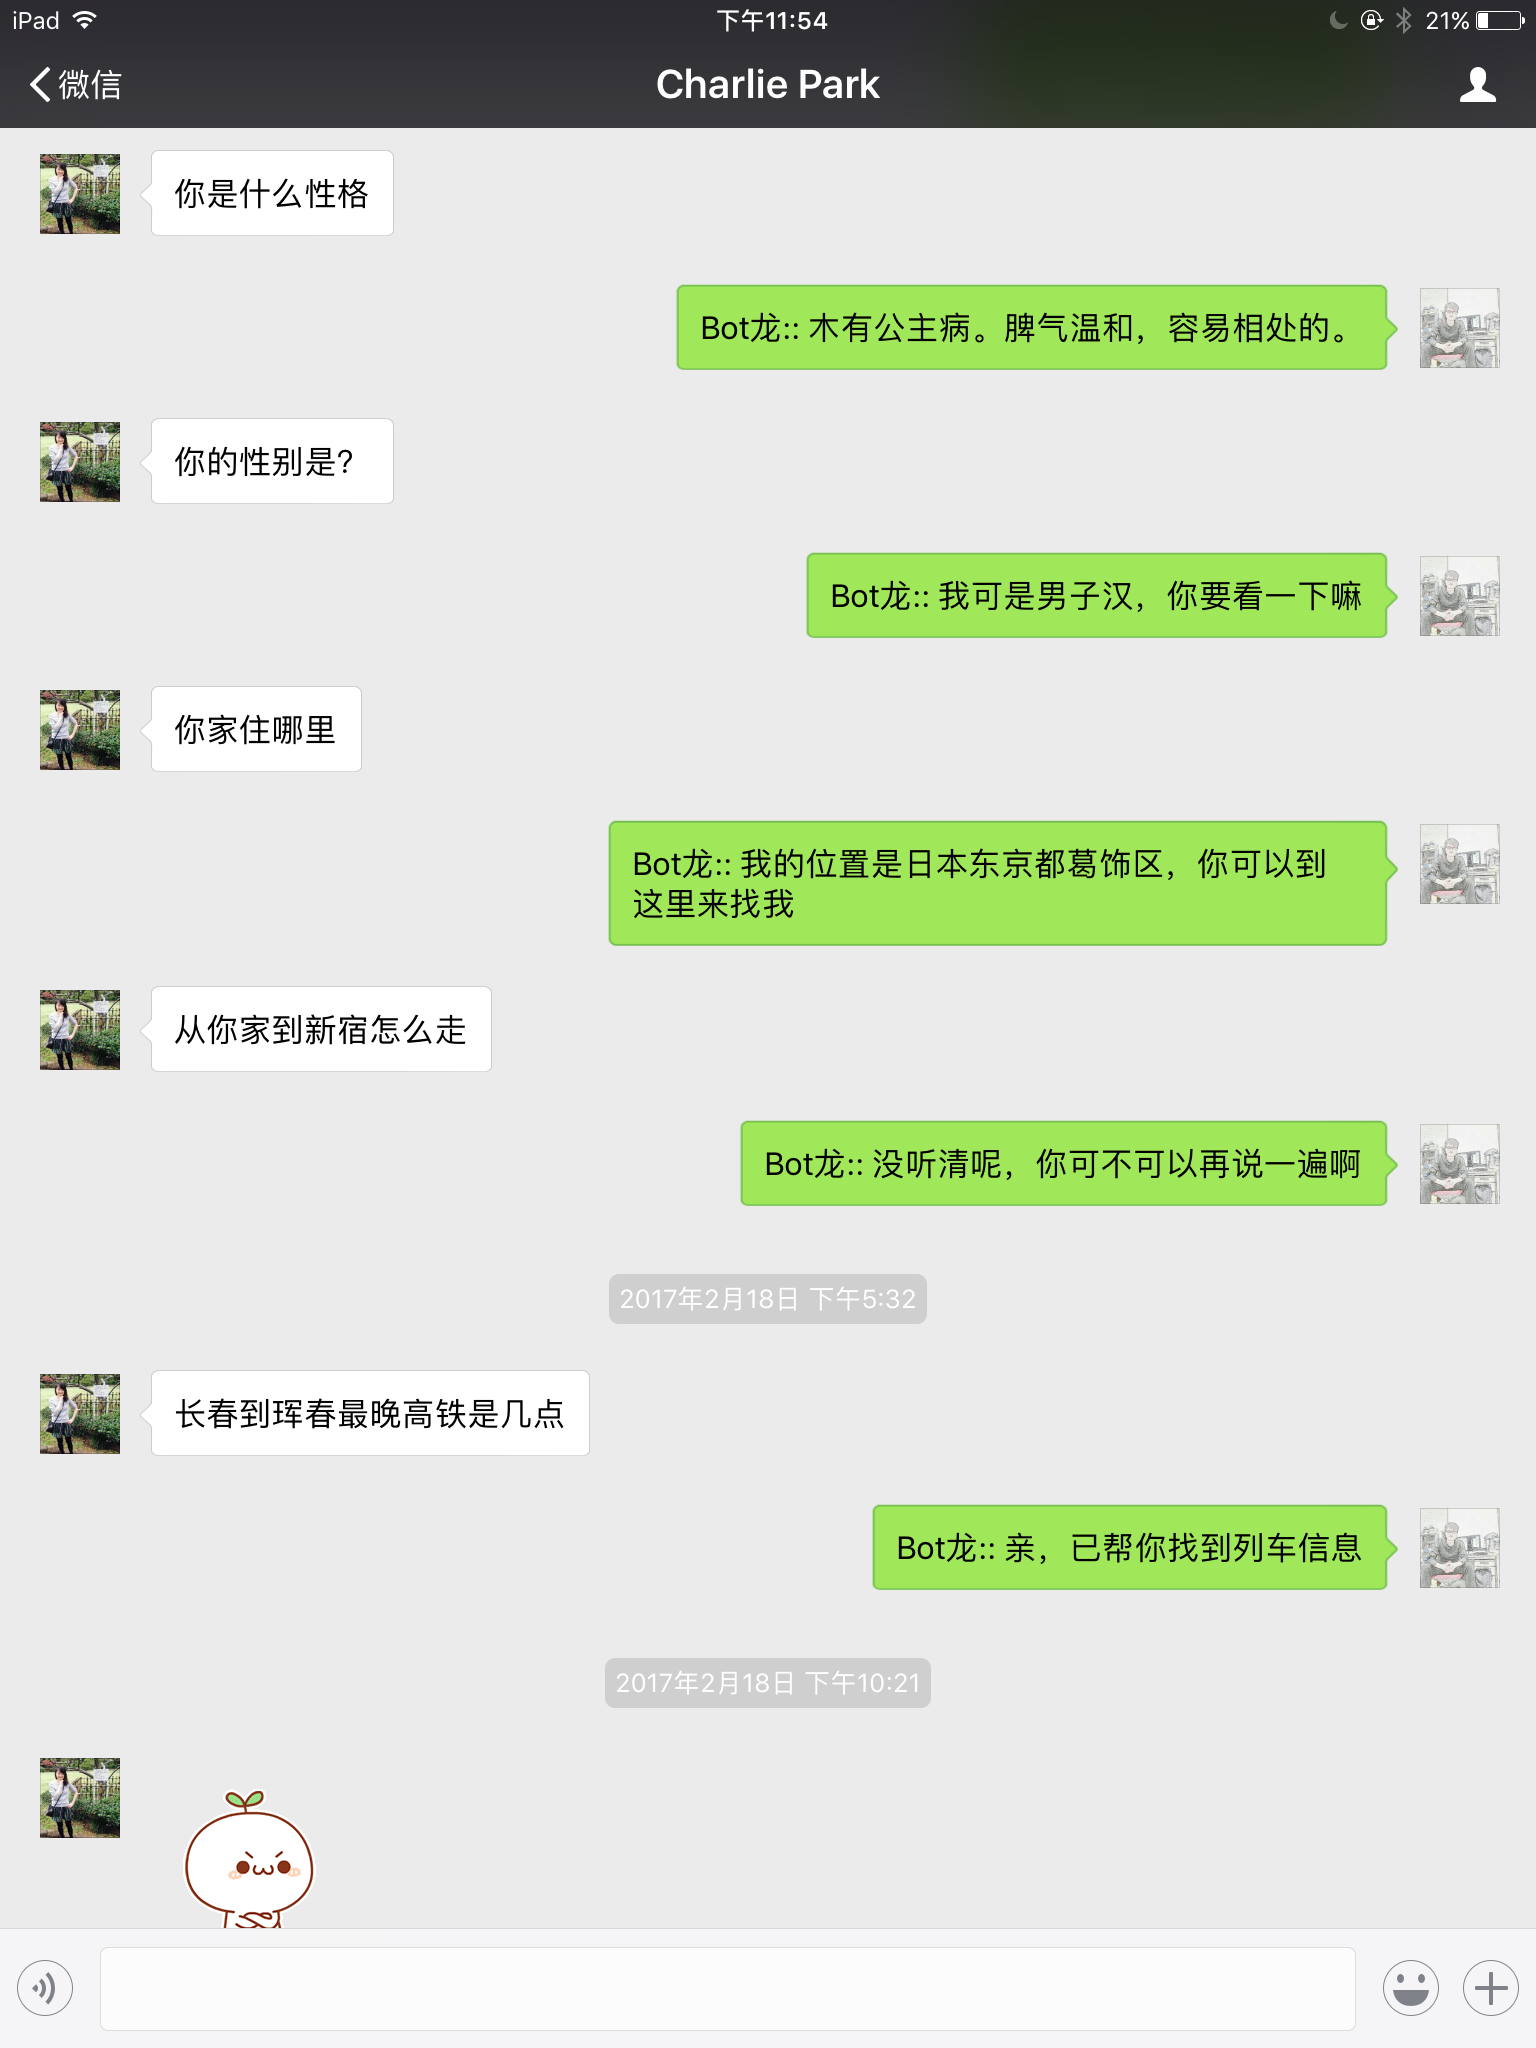 iPad
下午11:54
21%
微信
Charlie Park
你是什么性格
Bot龙:: 木有公主病。脾气温和，容易相处的。
你的性别是？
Bot龙:: 我可是男子汉，你要看一下嘛
你家住哪里
Bot龙:: 我的位置是日本东京都葛饰区，你可以到
这里来找我
从你家到新宿怎么走
Bot龙:: 没听清呢，你可不可以再说一遍啊
2017年2月18日 下午5:32
长春到珲春最晚高铁是几点
Bot龙:: 亲，已帮你找到列车信息
2017年2月18日 下午10:21